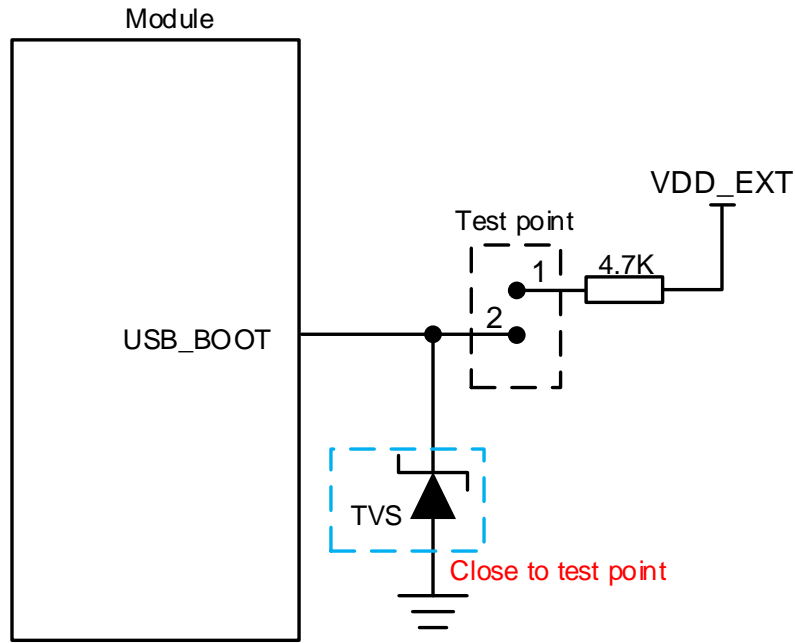 Module
VDD_EXT
Test point
1
4.7K
2
USB_BOOT
TVS
Close to test point